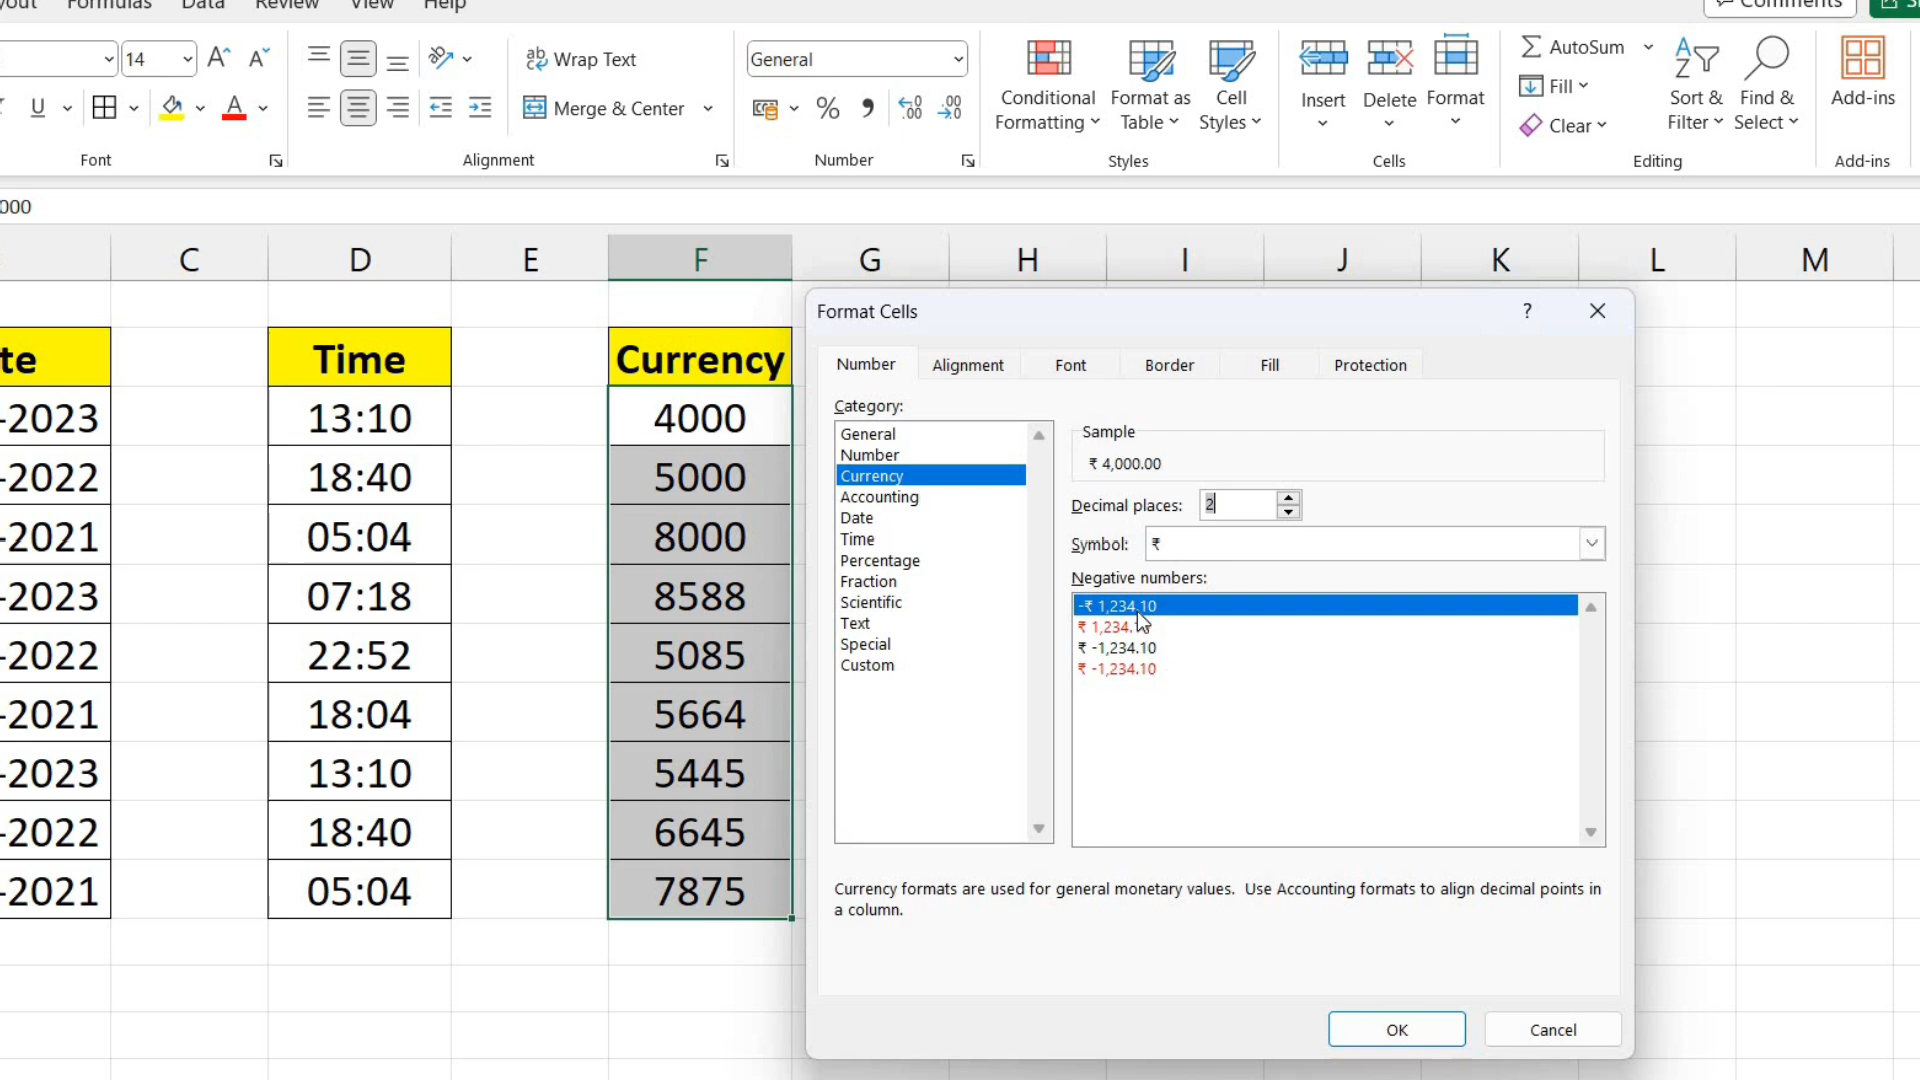 yout Formulas Data Review View Help Comments
14 ab Wrap Text General AutoSum
Conditional Formatting Format as Table Cell Styles Insert Delete Format Fill Sort & Filter Find & Select Add-ins
U A Merge & Center % Clear
Font Alignment Number Styles Cells Editing Add-ins
000
C D E F G H I J K L M
te Time Currency
-2023 13:10 4000
-2022 18:40 5000
-2021 05:04 8000
-2023 07:18 8588
-2022 22:52 5085
-2021 18:04 5664
-2023 13:10 5445
-2022 18:40 6645
-2021 05:04 7875
Format Cells ?
Number Alignment Font Border Fill Protection
Category:
General
Number
Currency
Accounting
Date
Time
Percentage
Fraction
Scientific
Text
Special
Custom
Sample
₹ 4,000.00
Decimal places: 2
Symbol: ₹
Negative numbers:
-₹ 1,234.10
₹ 1,234.
₹ -1,234.10
₹ -1,234.10
Currency formats are used for general monetary values. Use Accounting formats to align decimal points in
a column.
OK Cancel